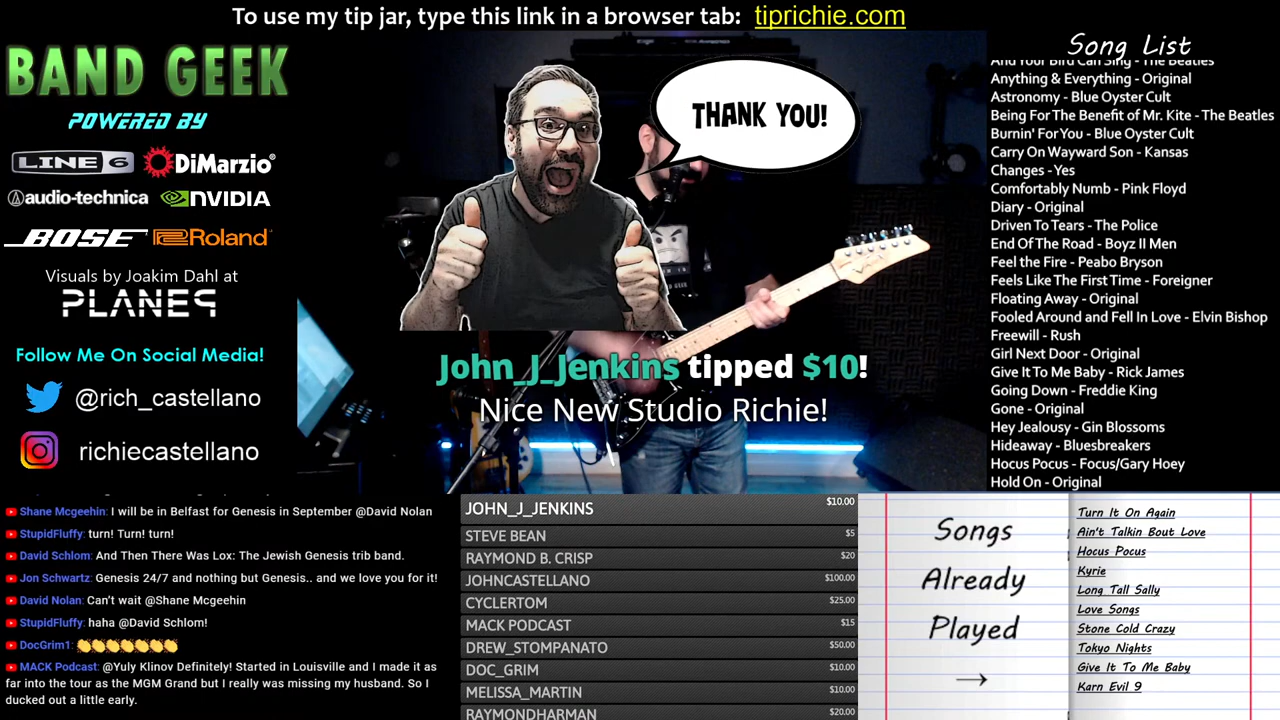 To use my tip jar, type this link in a browser tab: tiprichie.com
BAND GEEK
POWERED BY
LINE 6
DiMarzio®
audio-technica
NVIDIA
BOSE
Roland
Visuals by Joakim Dahl at
PLANE9
Follow Me On Social Media!
@rich_castellano
richiecastellano
THANK YOU!
John_J_Jenkins tipped $10!
Nice New Studio Richie!
Song List
And Your Bird Can Sing - The Beatles
Anything & Everything - Original
Astronomy - Blue Oyster Cult
Being For The Benefit of Mr. Kite - The Beatles
Burnin' For You - Blue Oyster Cult
Carry On Wayward Son - Kansas
Changes - Yes
Comfortably Numb - Pink Floyd
Diary - Original
Driven To Tears - The Police
End Of The Road - Boyz II Men
Feel the Fire - Peabo Bryson
Feels Like The First Time - Foreigner
Floating Away - Original
Fooled Around and Fell In Love - Elvin Bishop
Freewill - Rush
Girl Next Door - Original
Give It To Me Baby - Rick James
Going Down - Freddie King
Gone - Original
Hey Jealousy - Gin Blossoms
Hideaway - Bluesbreakers
Hocus Pocus - Focus/Gary Hoey
Hold On - Original
Shane Mcgeehin: I will be in Belfast for Genesis in September @David Nolan
StupidFluffy: turn! Turn! turn!
David Schlom: And Then There Was Lox: The Jewish Genesis trib band.
Jon Schwartz: Genesis 24/7 and nothing but Genesis.. and we love you for it!
David Nolan: Can't wait @Shane Mcgeehin
StupidFluffy: haha @David Schlom!
DocGrim1: 👏👏👏👏👏👏
MACK Podcast: @Yuly Klinov Definitely! Started in Louisville and I made it as
far into the tour as the MGM Grand but I really was missing my husband. So I
ducked out a little early.
JOHN_J_JENKINS $10.00
STEVE BEAN $5
RAYMOND B. CRISP $20
JOHNCASTELLANO $100.00
CYCLERTOM $25.00
MACK PODCAST $15
DREW_STOMPANATO $50.00
DOC_GRIM $10.00
MELISSA_MARTIN $10.00
RAYMONDHARMAN $20.00
Songs
Already
Played
→
Turn It On Again
Ain't Talkin Bout Love
Hocus Pocus
Kyrie
Long Tall Sally
Love Songs
Stone Cold Crazy
Tokyo Nights
Give It To Me Baby
Karn Evil 9